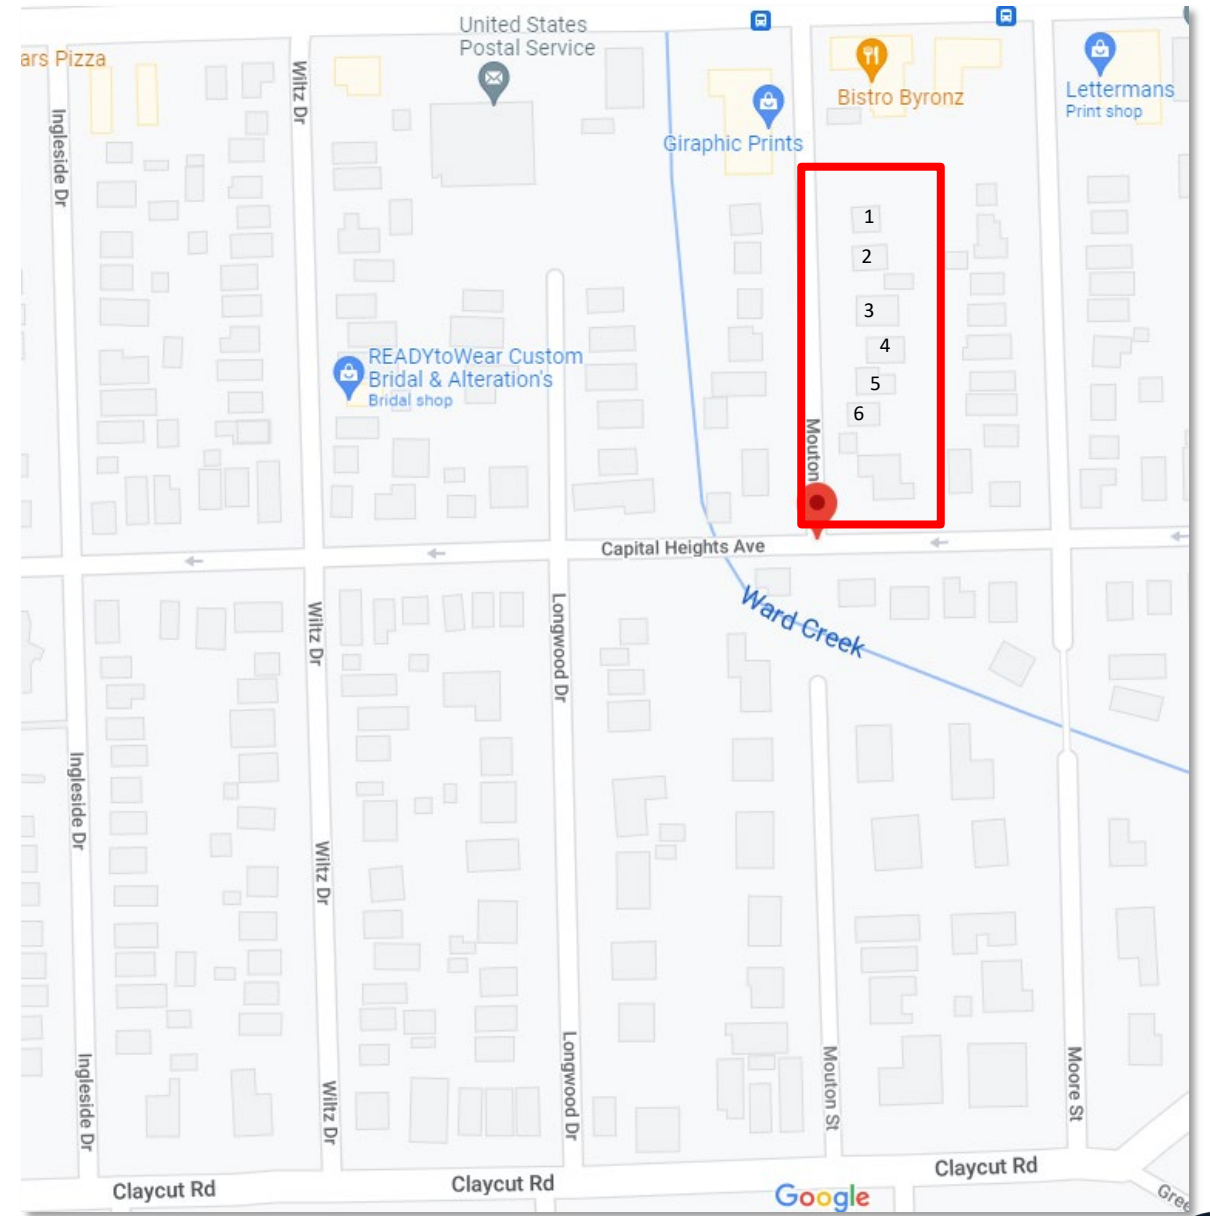 United States
Postal Service
ars Pizza
Bistro Byronz
Lettermans
Print shop
Giraphic Prints
Ingleside Dr
Wiltz Dr
1
2
3
4
5
6
READYtoWear Custom
Bridal & Alteration's
Bridal shop
Mouton
Capital Heights Ave
Ward Creek
Wiltz Dr
Longwood Dr
Ingleside Dr
Wiltz Dr
Ingleside Dr
Wiltz Dr
Longwood Dr
Mouton St
Moore St
Claycut Rd
Claycut Rd
Claycut Rd
Google
Gree